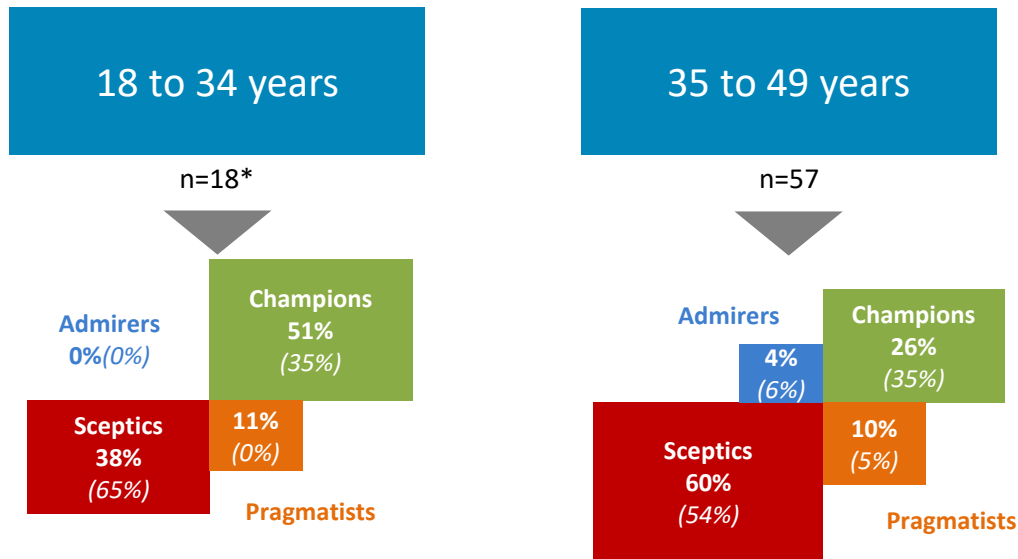 18 to 34 years
n=18*
Admirers
0%(0%)
Champions
51%
(35%)
Sceptics
38%
(65%)
11%
(0%)
Pragmatists
35 to 49 years
n=57
Admirers
4%
(6%)
Champions
26%
(35%)
Sceptics
60%
(54%)
10%
(5%)
Pragmatists